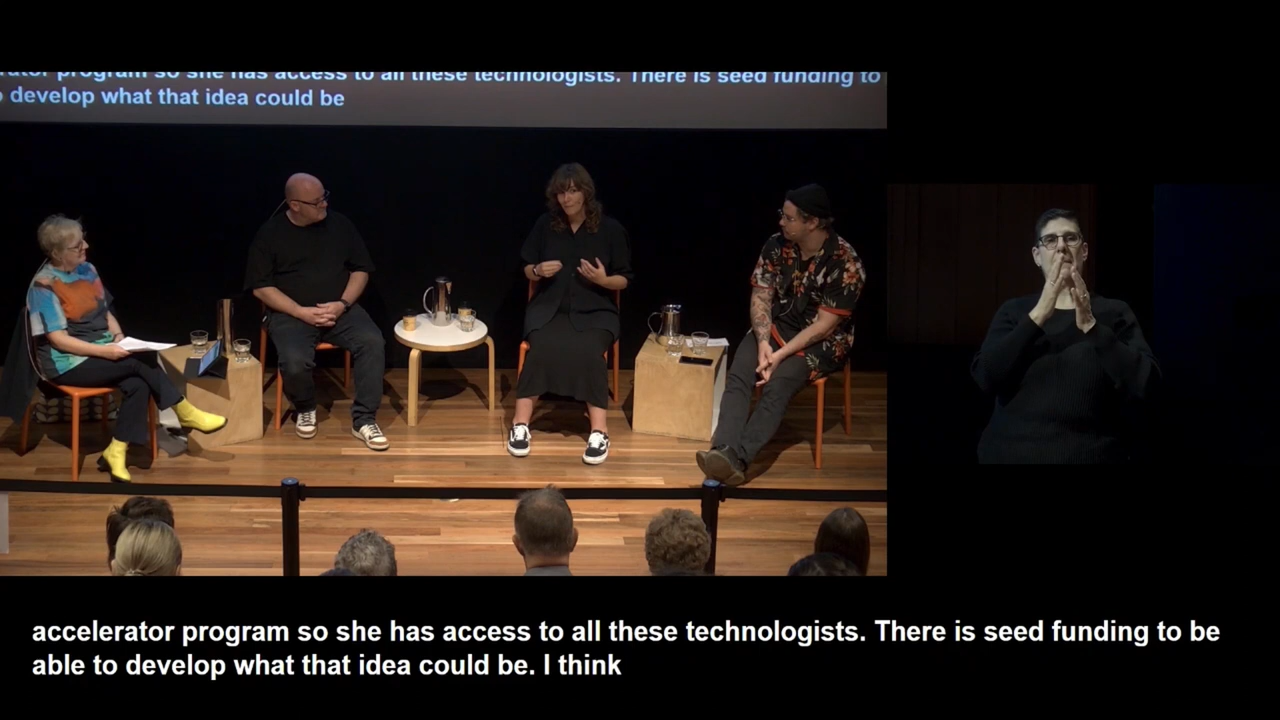 rator program so she has access to all these technologists. There is seed funding to
o develop what that idea could be
accelerator program so she has access to all these technologists. There is seed funding to be
able to develop what that idea could be. I think